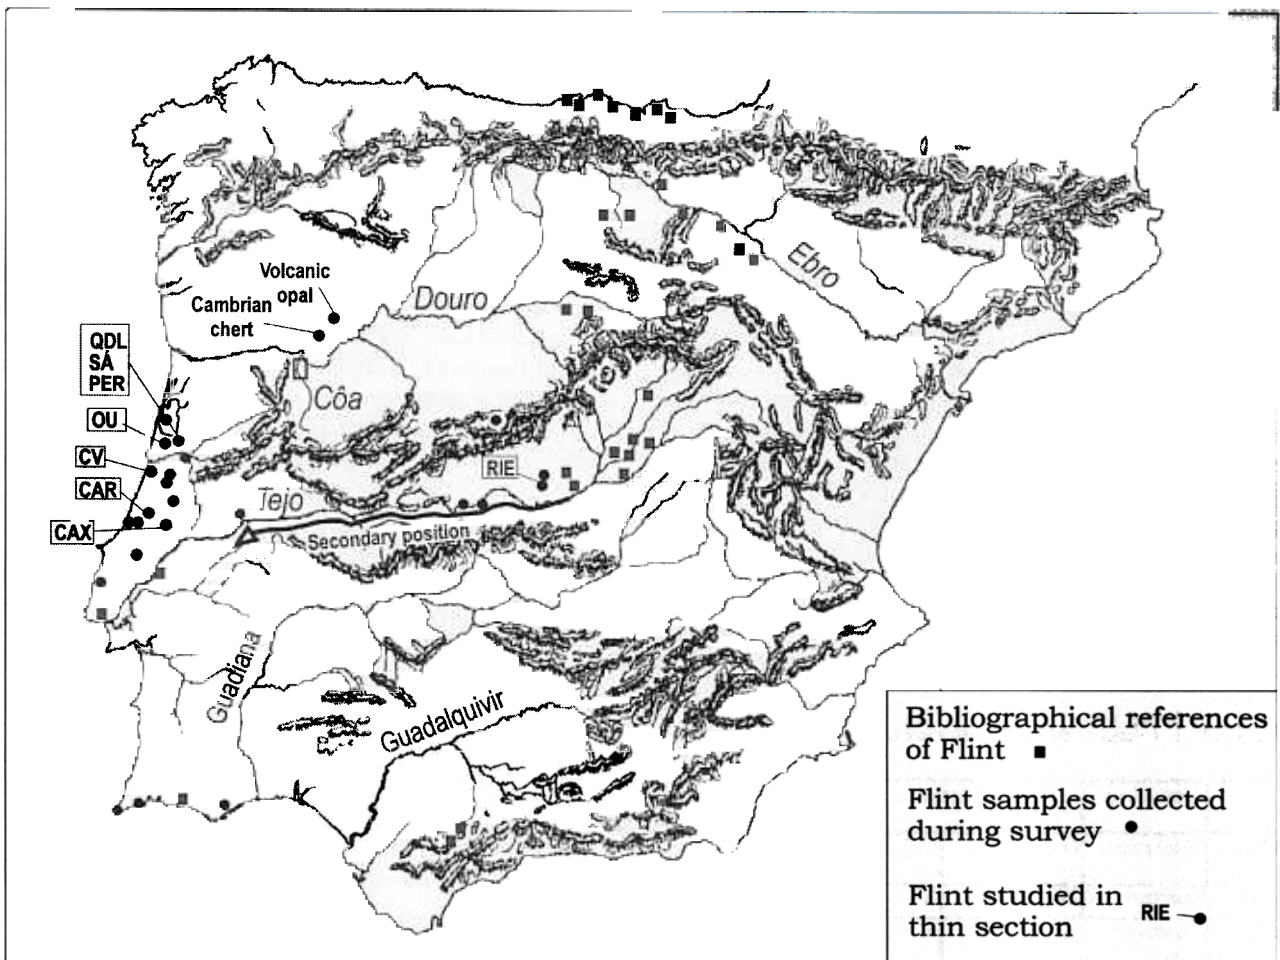 Volcanic
opal
Cambrian
chert
Ebro
Douro
QDL
SÁ
PER
Côa
OU
CV
RIE
CAR
Tejo
CAX
Secondary position
Guadiana
Guadalquivir
Bibliographical references
of Flint
Flint samples collected
during survey
Flint studied in
thin section
RIE